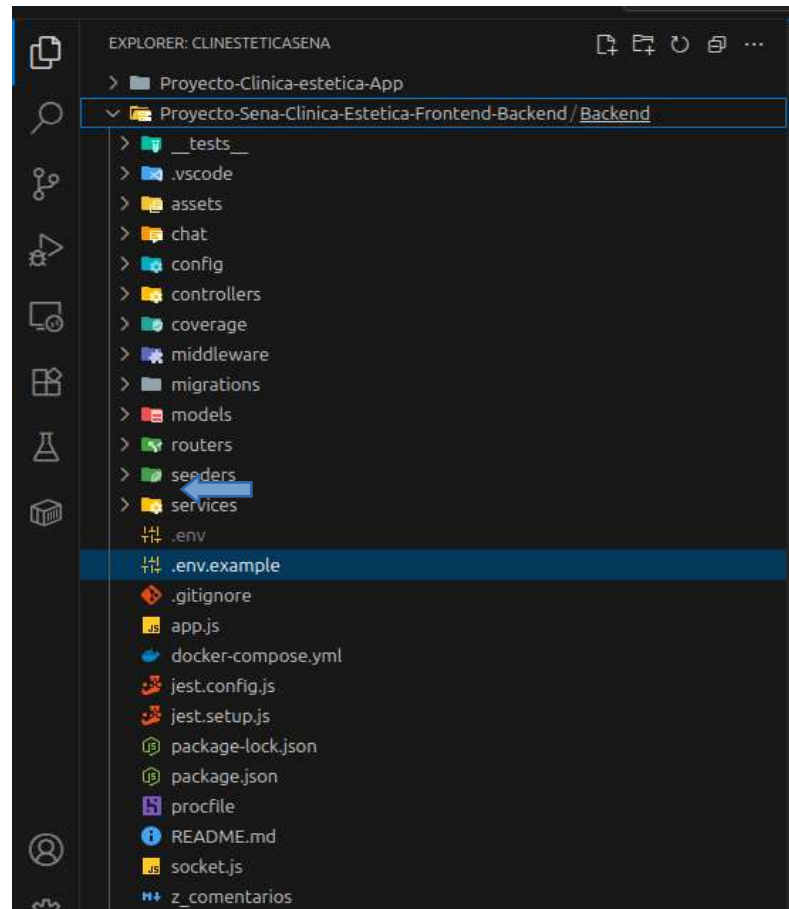 EXPLORER: CLINESTETICASENA
Proyecto-Clinica-estetica-App
Proyecto-Sena-Clinica-Estetica-Frontend-Backend / Backend
__tests__
.vscode
assets
chat
config
controllers
coverage
middleware
migrations
models
routers
seeders
services
.env
.env.example
.gitignore
app.js
docker-compose.yml
jest.config.js
jest.setup.js
package-lock.json
package.json
procfile
README.md
socket.js
z_comentarios